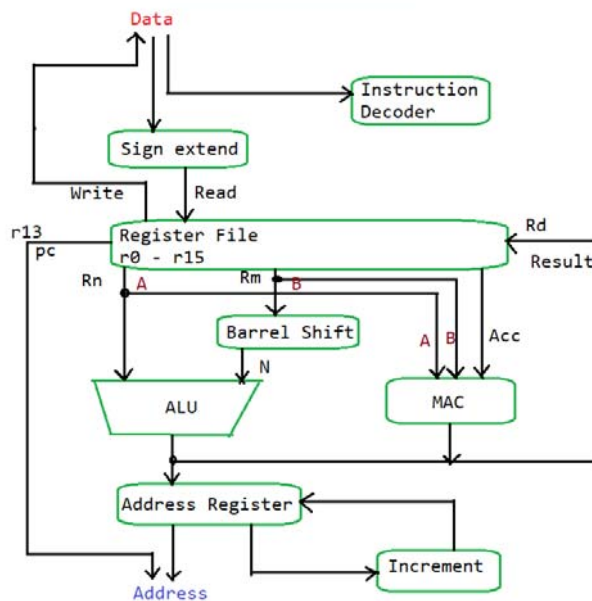 Data
Instruction
Decoder
Sign extend
Write
Read
r13
pc
Register File
r0 - r15
Rd
Result
Rn
A
Rm
B
Barrel Shift
A
B
Acc
N
ALU
MAC
Address Register
Increment
Address